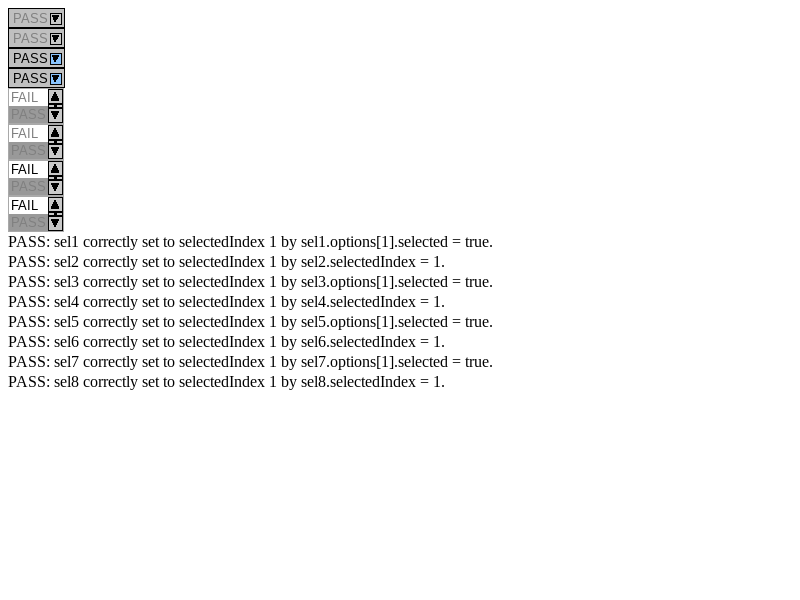 PASS
PASS
PASS
PASS
FAIL
PASS
FAIL
PASS
FAIL
PASS
FAIL
PASS
PASS: sel1 correctly set to selectedIndex 1 by sel1.options[1].selected = true.
PASS: sel2 correctly set to selectedIndex 1 by sel2.selectedIndex = 1.
PASS: sel3 correctly set to selectedIndex 1 by sel3.options[1].selected = true.
PASS: sel4 correctly set to selectedIndex 1 by sel4.selectedIndex = 1.
PASS: sel5 correctly set to selectedIndex 1 by sel5.options[1].selected = true.
PASS: sel6 correctly set to selectedIndex 1 by sel6.selectedIndex = 1.
PASS: sel7 correctly set to selectedIndex 1 by sel7.options[1].selected = true.
PASS: sel8 correctly set to selectedIndex 1 by sel8.selectedIndex = 1.